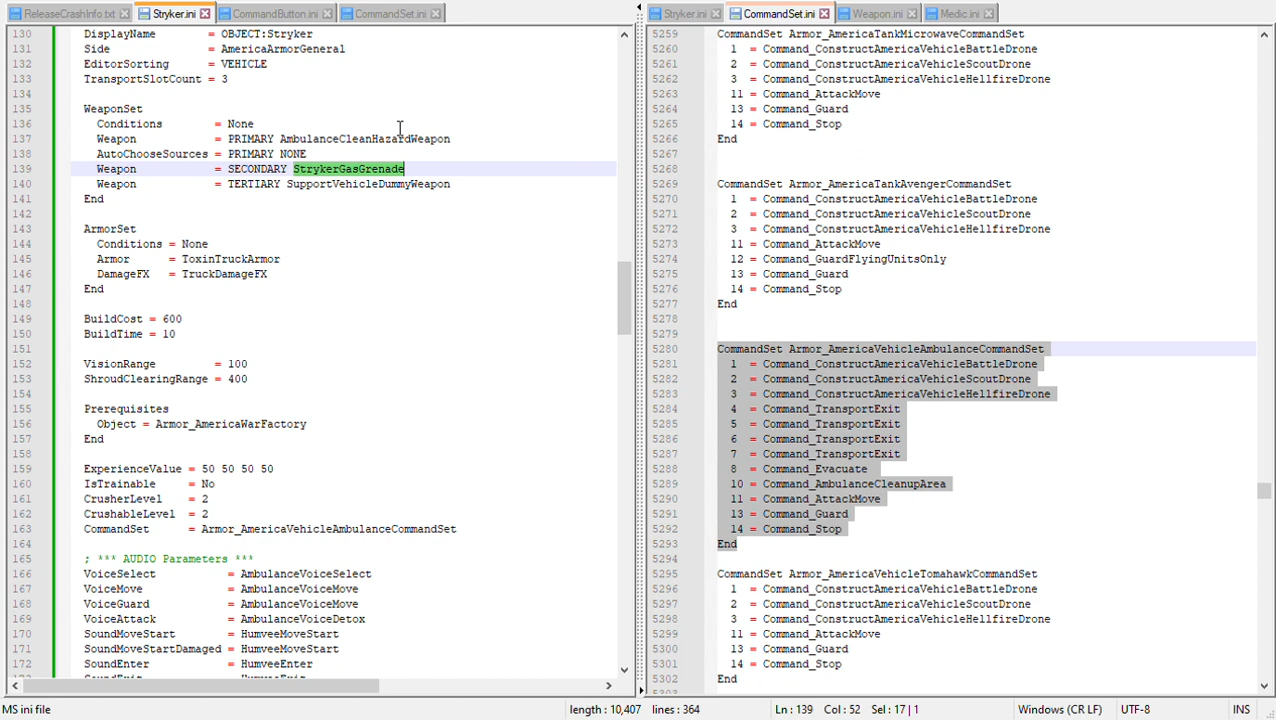 ReleaseCrashInfo.txt Stryker.ini CommandButton.ini CommandSet.ini
130 DisplayName = OBJECT:Stryker
131 Side = AmericaArmorGeneral
132 EditorSorting = VEHICLE
133 TransportSlotCount = 3
134
135 WeaponSet
136 Conditions = None
137 Weapon = PRIMARY AmbulanceCleanHazardWeapon
138 AutoChooseSources = PRIMARY NONE
139 Weapon = SECONDARY StrykerGasGrenade
140 Weapon = TERTIARY SupportVehicleDummyWeapon
141 End
142
143 ArmorSet
144 Conditions = None
145 Armor = ToxinTruckArmor
146 DamageFX = TruckDamageFX
147 End
148
149 BuildCost = 600
150 BuildTime = 10
151
152 VisionRange = 100
153 ShroudClearingRange = 400
154
155 Prerequisites
156 Object = Armor_AmericaWarFactory
157 End
158
159 ExperienceValue = 50 50 50 50
160 IsTrainable = No
161 CrusherLevel = 2
162 CrushableLevel = 2
163 CommandSet = Armor_AmericaVehicleAmbulanceCommandSet
164
165 ; *** AUDIO Parameters ***
166 VoiceSelect = AmbulanceVoiceSelect
167 VoiceMove = AmbulanceVoiceMove
168 VoiceGuard = AmbulanceVoiceMove
169 VoiceAttack = AmbulanceVoiceDetox
170 SoundMoveStart = HumveeMoveStart
171 SoundMoveStartDamaged = HumveeMoveStart
172 SoundEnter = HumveeEnter
Stryker.ini CommandSet.ini Weapon.ini Medic.ini
5259 CommandSet Armor_AmericaTankMicrowaveCommandSet
5260 1 = Command_ConstructAmericaVehicleBattleDrone
5261 2 = Command_ConstructAmericaVehicleScoutDrone
5262 3 = Command_ConstructAmericaVehicleHellfireDrone
5263 11 = Command_AttackMove
5264 13 = Command_Guard
5265 14 = Command_Stop
5266 End
5267
5268
5269 CommandSet Armor_AmericaTankAvengerCommandSet
5270 1 = Command_ConstructAmericaVehicleBattleDrone
5271 2 = Command_ConstructAmericaVehicleScoutDrone
5272 3 = Command_ConstructAmericaVehicleHellfireDrone
5273 11 = Command_AttackMove
5274 12 = Command_GuardFlyingUnitsOnly
5275 13 = Command_Guard
5276 14 = Command_Stop
5277 End
5278
5279
5280 CommandSet Armor_AmericaVehicleAmbulanceCommandSet
5281 1 = Command_ConstructAmericaVehicleBattleDrone
5282 2 = Command_ConstructAmericaVehicleScoutDrone
5283 3 = Command_ConstructAmericaVehicleHellfireDrone
5284 4 = Command_TransportExit
5285 5 = Command_TransportExit
5286 6 = Command_TransportExit
5287 7 = Command_TransportExit
5288 8 = Command_Evacuate
5289 10 = Command_AmbulanceCleanupArea
5290 11 = Command_AttackMove
5291 13 = Command_Guard
5292 14 = Command_Stop
5293 End
5294
5295 CommandSet Armor_AmericaVehicleTomahawkCommandSet
5296 1 = Command_ConstructAmericaVehicleBattleDrone
5297 2 = Command_ConstructAmericaVehicleScoutDrone
5298 3 = Command_ConstructAmericaVehicleHellfireDrone
5299 11 = Command_AttackMove
5300 13 = Command_Guard
5301 14 = Command_Stop
5302 End
MS ini file length : 10,407 lines : 364 Ln : 139 Col : 52 Sel : 17 | 1 Windows (CR LF) UTF-8 INS